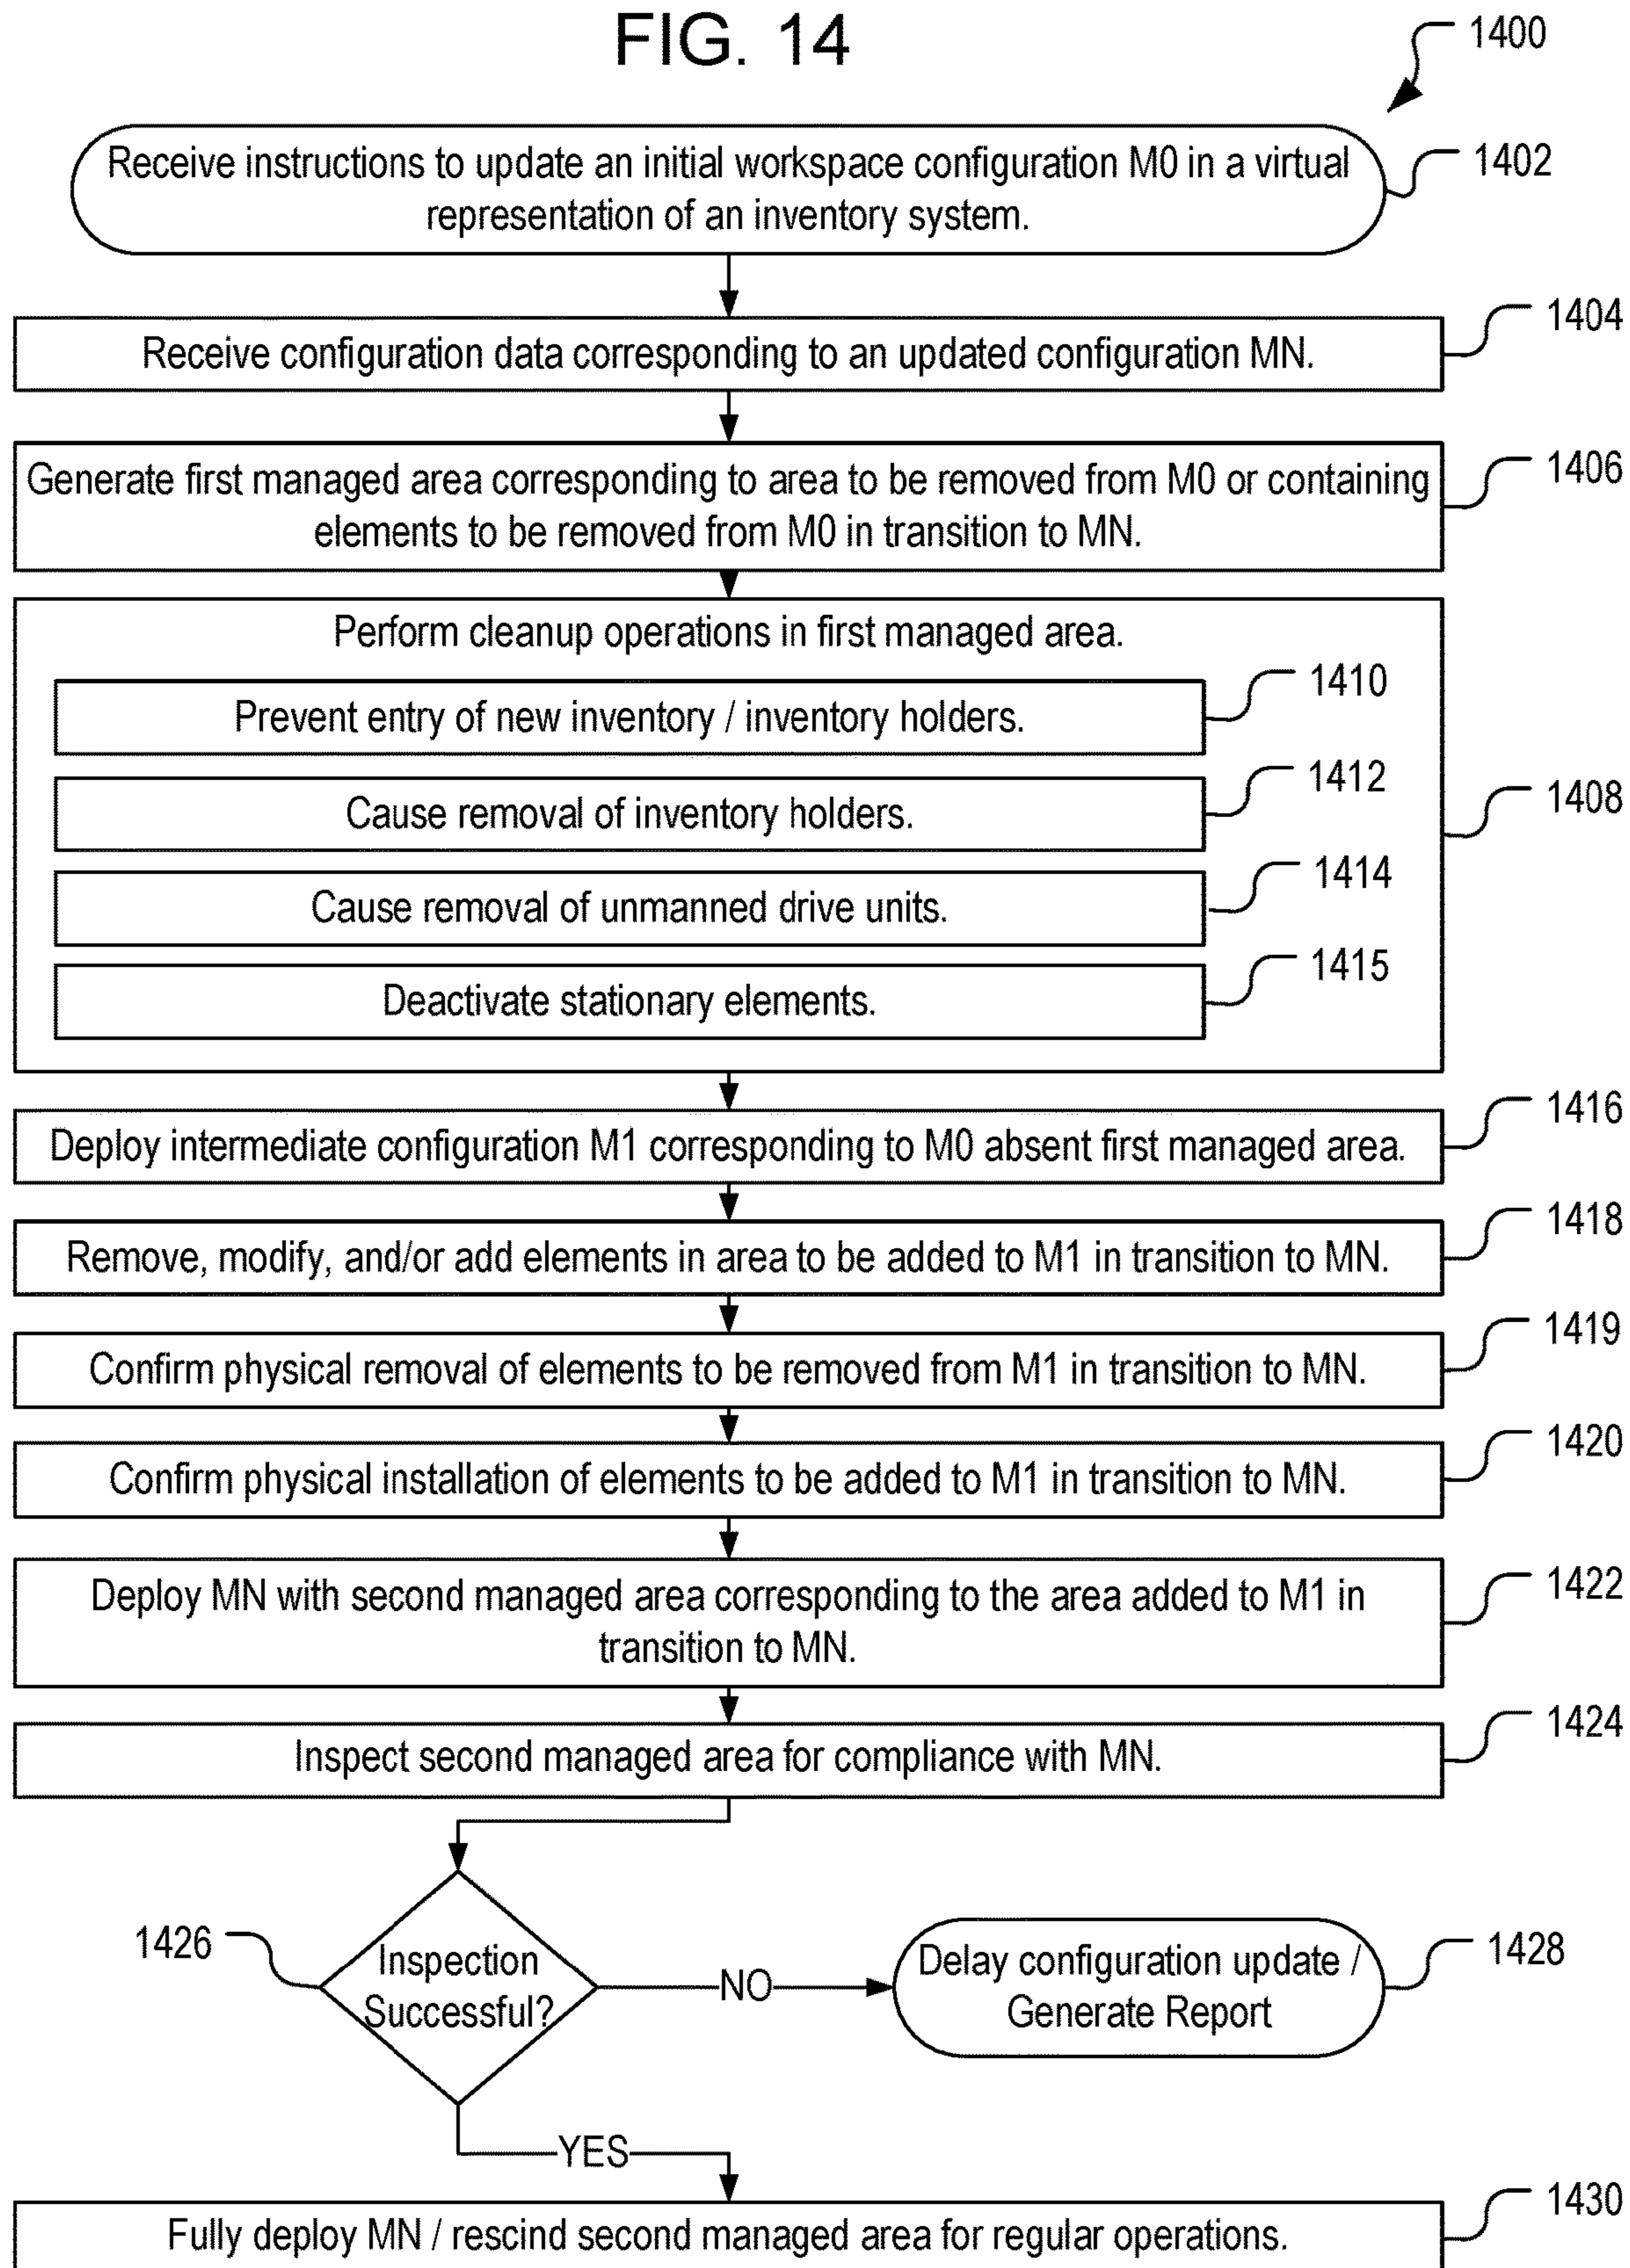 FIG. 14
1400
Receive instructions to update an initial workspace configuration M0 in a virtual
representation of an inventory system.
1402
Receive configuration data corresponding to an updated configuration MN.
1404
Generate first managed area corresponding to area to be removed from M0 or containing
elements to be removed from M0 in transition to MN.
1406
Perform cleanup operations in first managed area.
Prevent entry of new inventory / inventory holders.
1410
Cause removal of inventory holders.
1412
1408
Cause removal of unmanned drive units.
1414
Deactivate stationary elements.
1415
Deploy intermediate configuration M1 corresponding to M0 absent first managed area.
1416
Remove, modify, and/or add elements in area to be added to M1 in transition to MN.
1418
Confirm physical removal of elements to be removed from M1 in transition to MN.
1419
Confirm physical installation of elements to be added to M1 in transition to MN.
1420
Deploy MN with second managed area corresponding to the area added to M1 in
transition to MN.
1422
Inspect second managed area for compliance with MN.
1424
1426
Inspection
Successful?
NO
Delay configuration update /
Generate Report
1428
YES
Fully deploy MN / rescind second managed area for regular operations.
1430